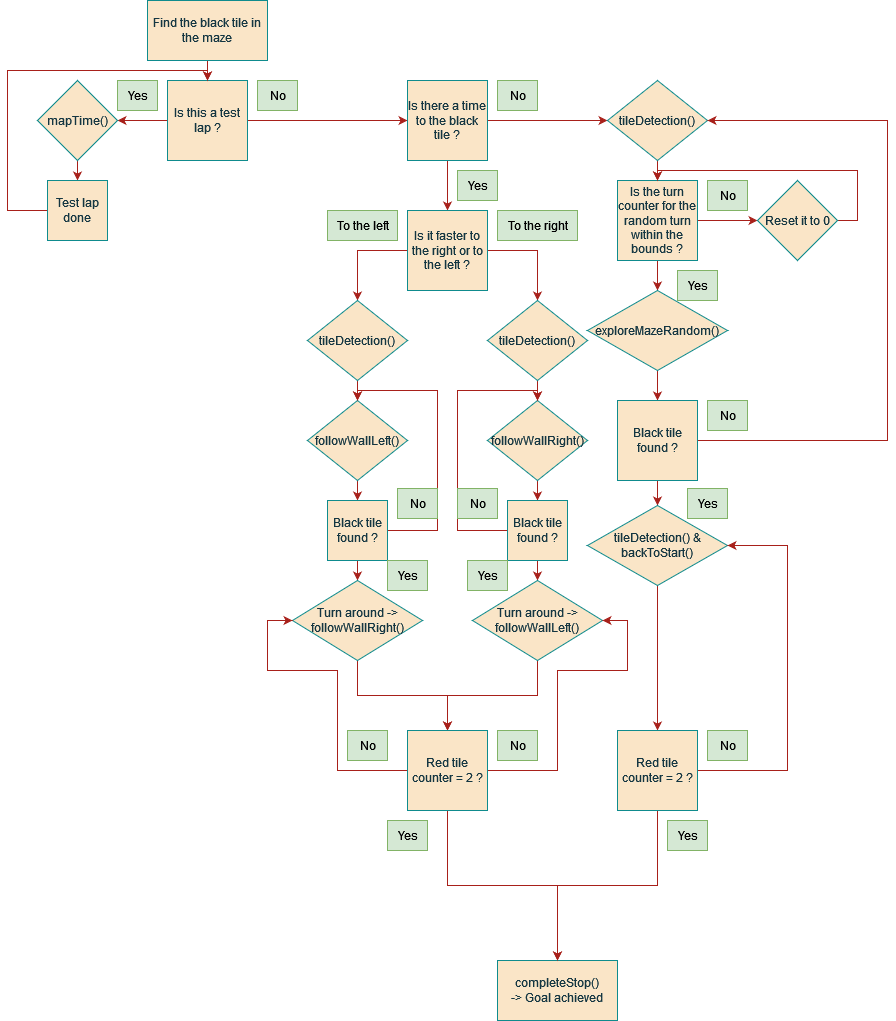 Find the black tile in
the maze
Yes
No
No
mapTime()
Is this a test
lap ?
Is there a time
to the black
tile ?
tileDetection()
Test lap
done
Yes
Is the turn
counter for the
random turn
within the
bounds ?
No
Reset it to 0
To the left
To the right
Is it faster to
the right or to
the left ?
Yes
tileDetection()
tileDetection()
exploreMazeRandom()
followWallLeft()
followWallRight()
Black tile
found ?
No
No
No
Black tile
found ?
Black tile
found ?
Yes
Yes
Yes
tileDetection() &
backToStart()
Turn around ->
followWallRight()
Turn around ->
followWallLeft()
No
No
No
Red tile
counter = 2 ?
Red tile
counter = 2 ?
Yes
Yes
completeStop()
-> Goal achieved